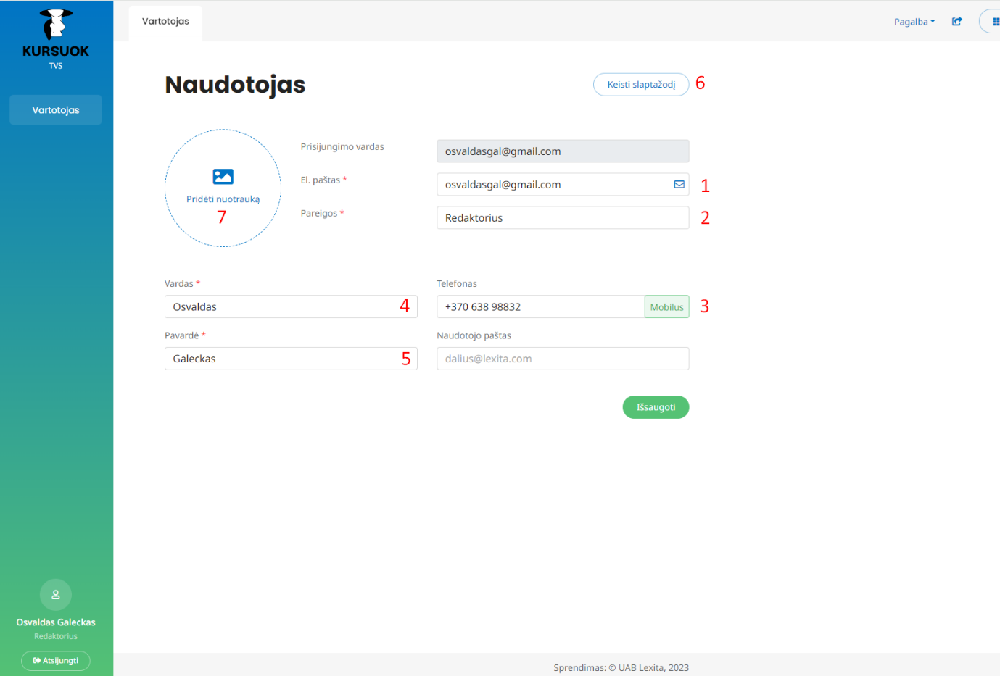 KURSUOK
TVS
Vartotojas
Vartotojas
Pagalba
Naudotojas
Keisti slaptažodį 6
Pridėti nuotrauką
7
Prisijungimo vardas osvaldasgal@gmail.com
El. paštas * osvaldasgal@gmail.com 1
Pareigos * Redaktorius 2
Vardas * Telefonas
Osvaldas 4 +370 638 98832 Mobilus 3
Pavardė * Naudotojo paštas
Galeckas 5 dalius@lexita.com
Išsaugoti
Osvaldas Galeckas
Redaktorius
Atsijungti
Sprendimas: © UAB Lexita, 2023